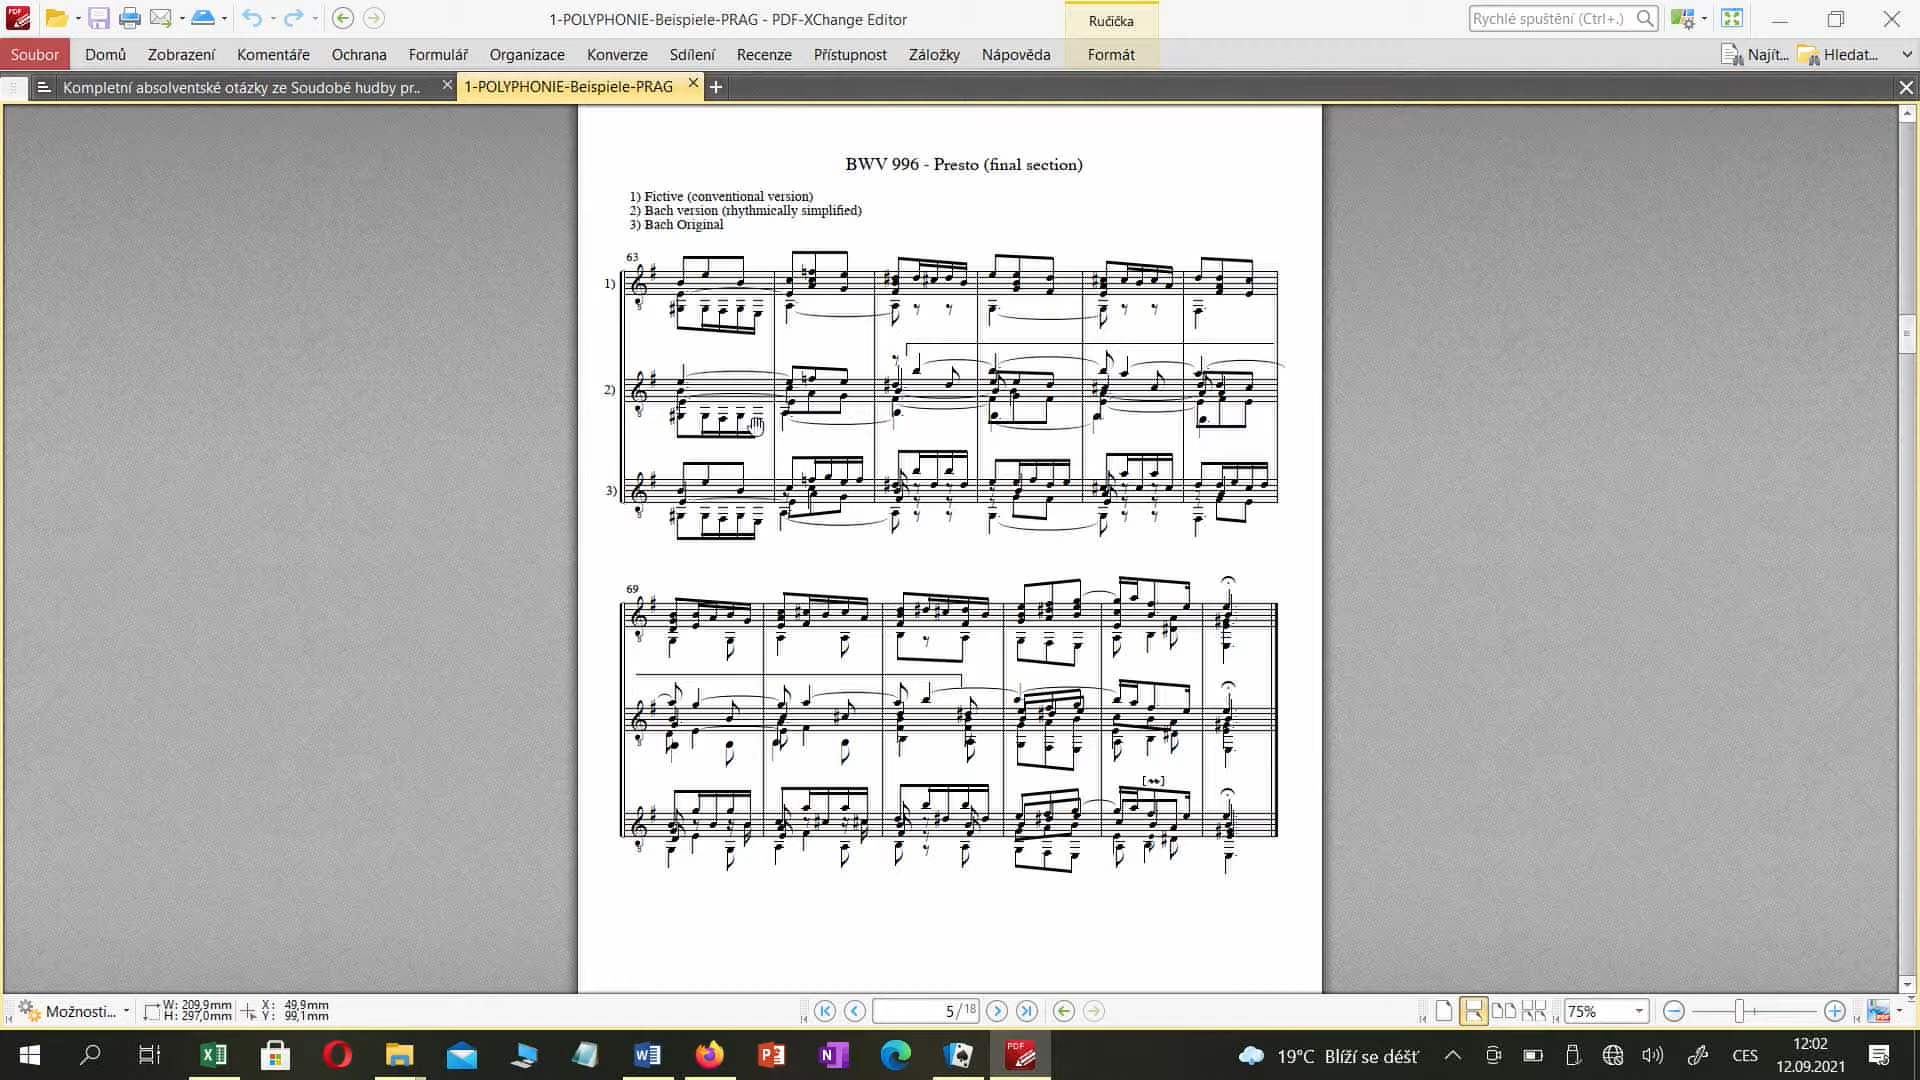 1-POLYPHONIE-Beispiele-PRAG - PDF-XChange Editor
Ručička
Rychlé spuštění (Ctrl+.)
Soubor
Domů
Zobrazení
Komentáře
Ochrana
Formulář
Organizace
Konverze
Sdílení
Recenze
Přístupnost
Záložky
Nápověda
Formát
Najít...
Hledat...
Kompletní absolventské otázky ze Soudobé hudby pr..
1-POLYPHONIE-Beispiele-PRAG
BWV 996 - Presto (final section)
1) Fictive (conventional version)
2) Bach version (rhythmically simplified)
3) Bach Original
63
1)
2)
3)
69
Možnosti...
W: 209,9mm
H: 297,0mm
X: 49,9mm
Y: 99,1mm
5 / 18
75%
19°C Blíží se déšť
CES
12:02
12.09.2021